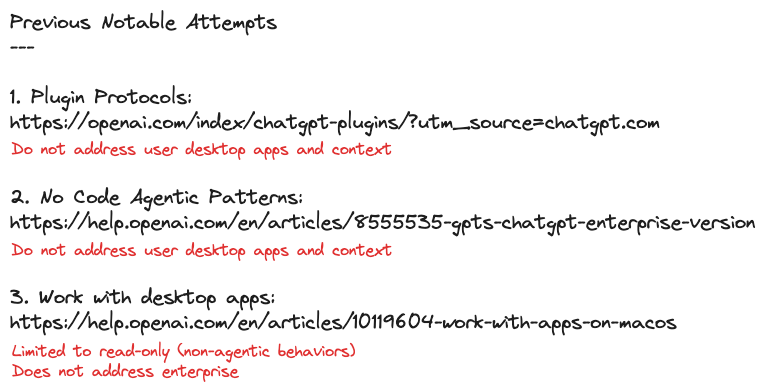 Previous Notable Attempts
---
1. Plugin Protocols:
https://openai.com/index/chatgpt-plugins/?utm_source=chatgpt.com
Do not address user desktop apps and context
2. No Code Agentic Patterns:
https://help.openai.com/en/articles/8555535-gpts-chatgpt-enterprise-version
Do not address user desktop apps and context
3. Work with desktop apps:
https://help.openai.com/en/articles/10119604-work-with-apps-on-macos
Limited to read-only (non-agentic behaviors)
Does not address enterprise